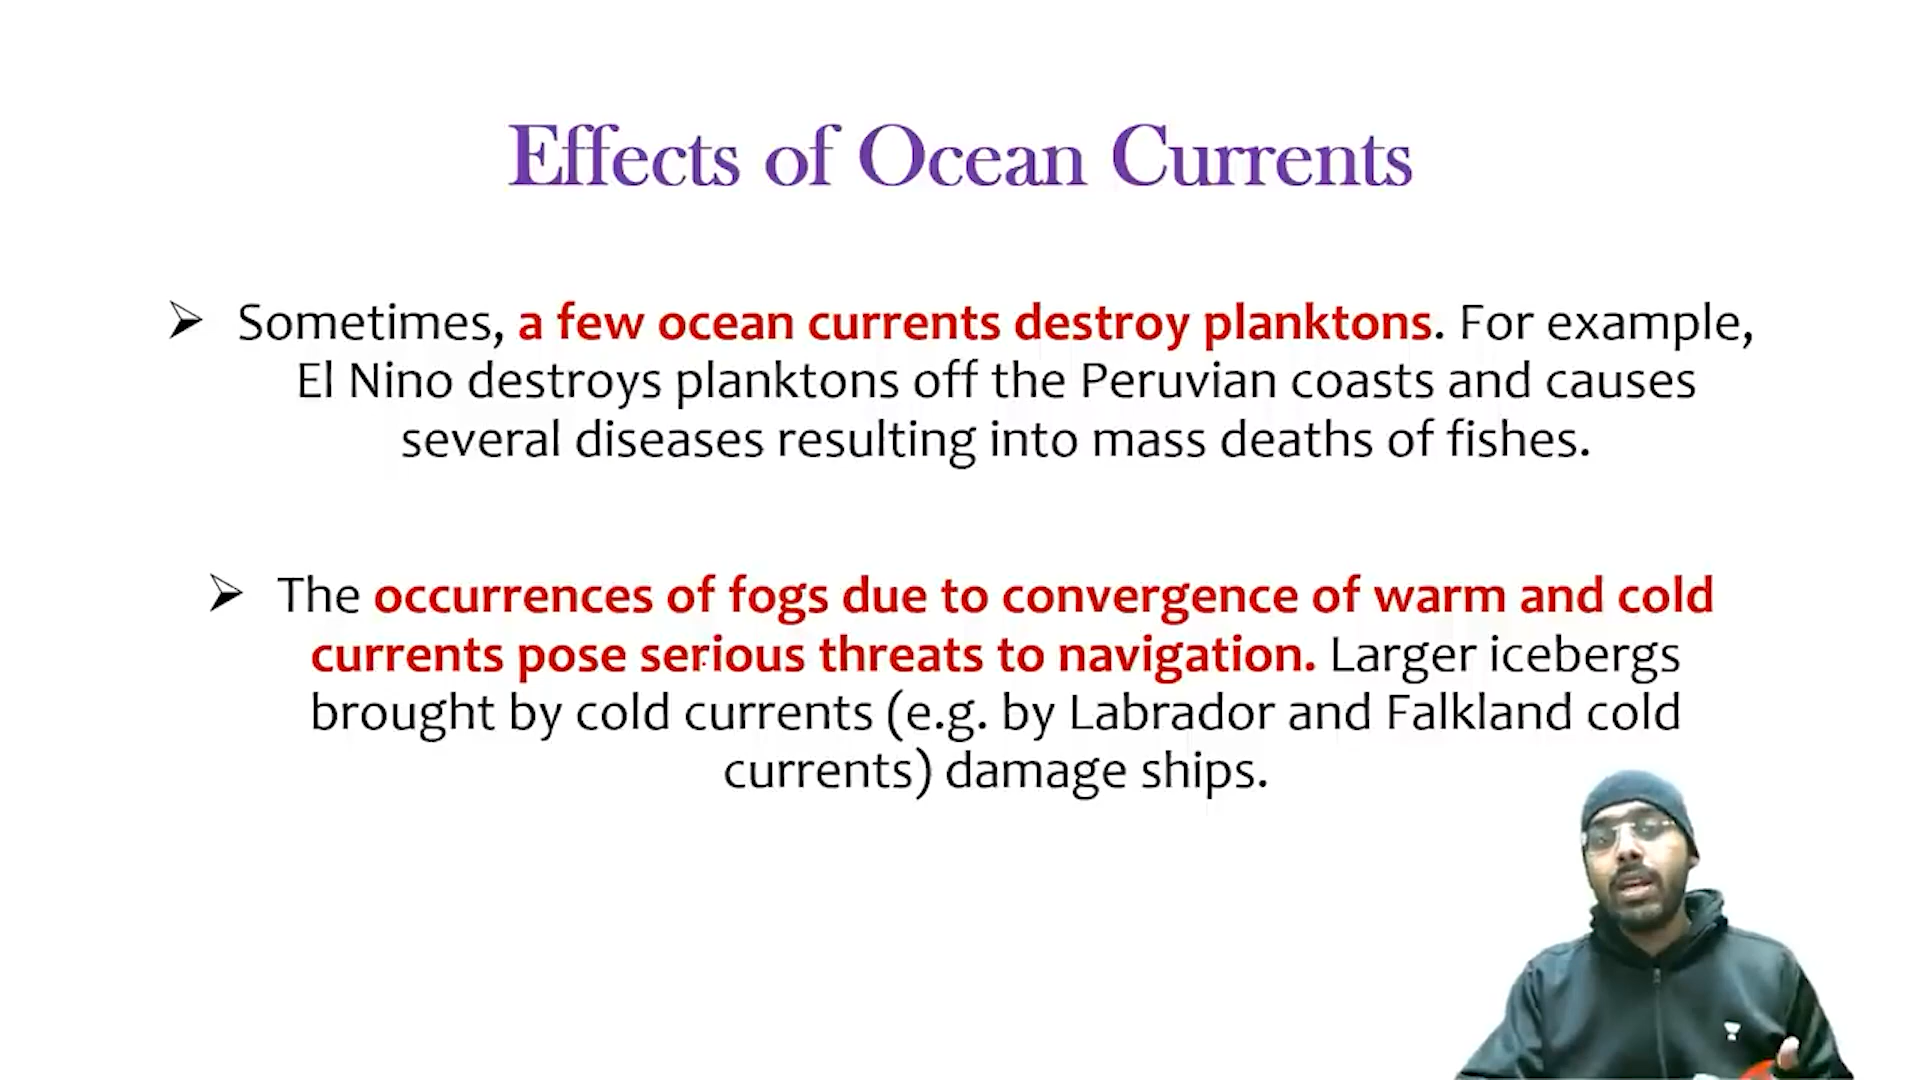 Effects of Ocean Currents
➢ Sometimes, a few ocean currents destroy planktons. For example,
El Nino destroys planktons off the Peruvian coasts and causes
several diseases resulting into mass deaths of fishes.
➢ The occurrences of fogs due to convergence of warm and cold
currents pose serious threats to navigation. Larger icebergs
brought by cold currents (e.g. by Labrador and Falkland cold
currents) damage ships.